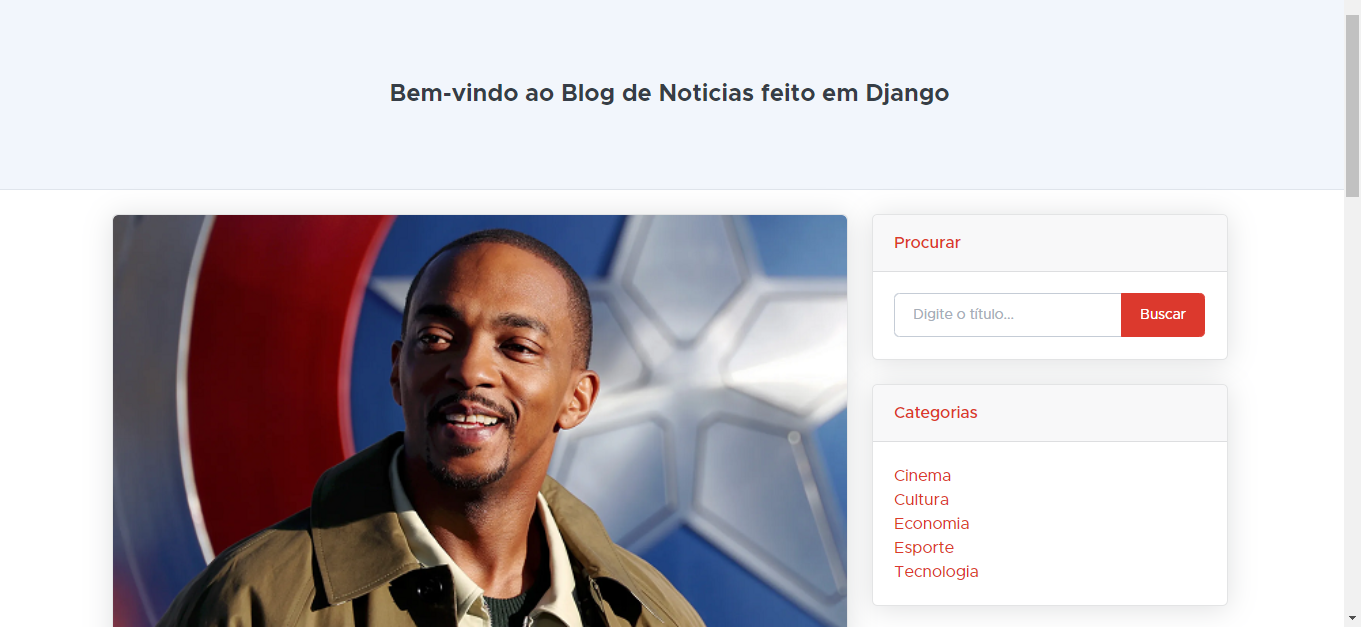 Bem-vindo ao Blog de Noticias feito em Django
Procurar
Digite o título...
Buscar
Categorias
Cinema
Cultura
Economia
Esporte
Tecnologia